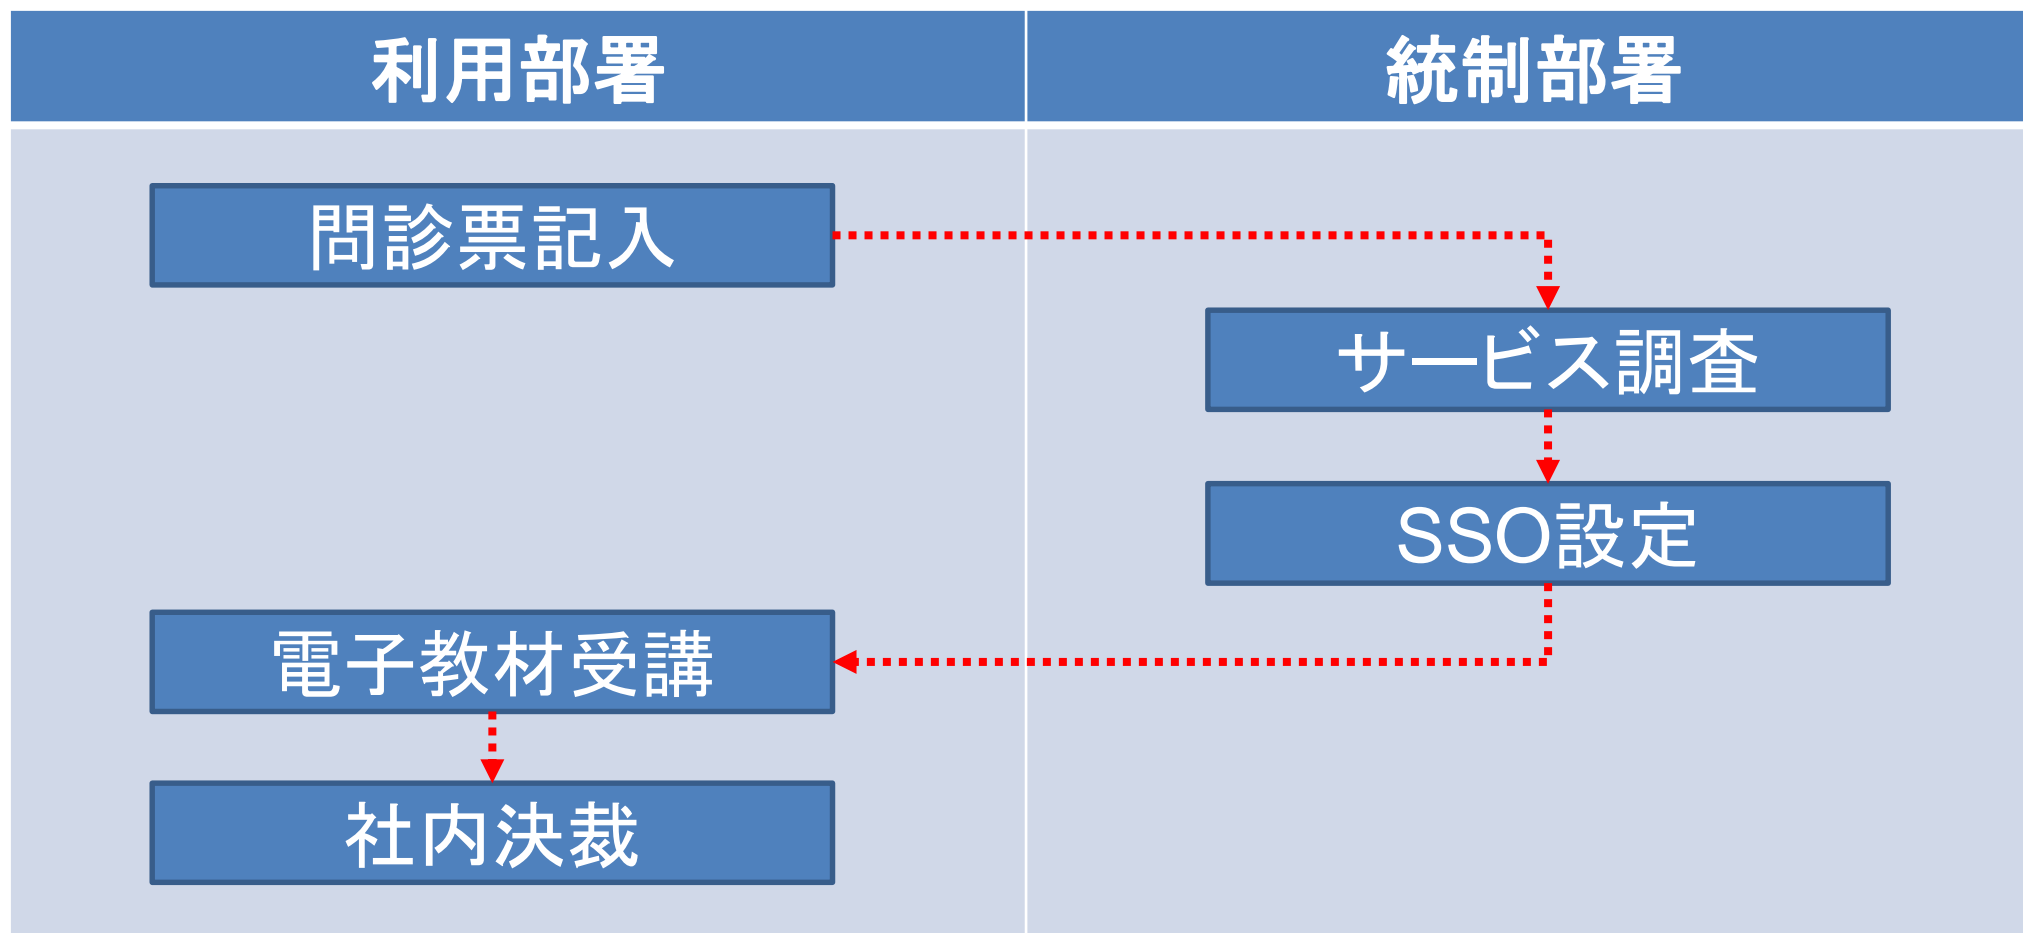 利用部署
統制部署
問診票記入
サービス調査
SSO設定
電子教材受講
社内決裁